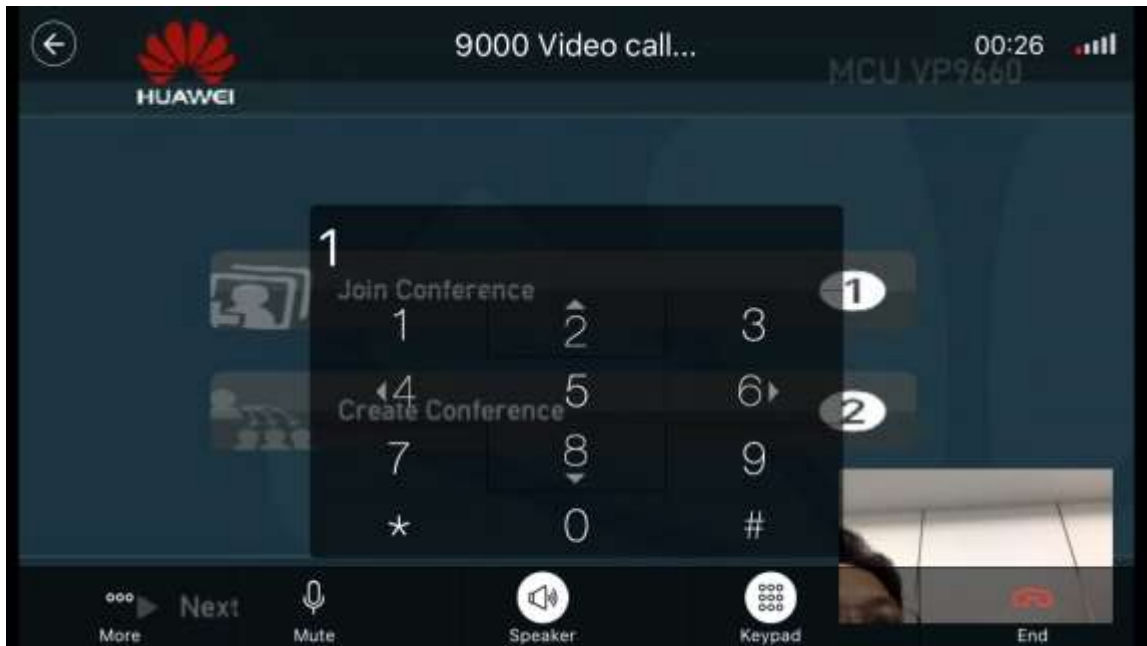 9000 Video call...
00:26
HUAWEI
MCU VP9660
1
Join Conference
1
1
2
3
4
5
6
Create Conference
2
7
8
9
*
0
#
Next
More
Mute
Speaker
Keypad
End